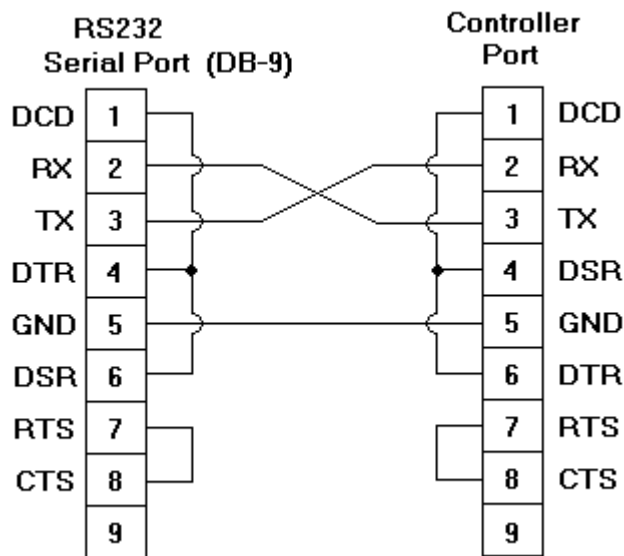 RS232
Serial Port (DB-9)
Controller
Port
DCD 1
1 DCD
RX 2
2 RX
TX 3
3 TX
DTR 4
4 DSR
GND 5
5 GND
DSR 6
6 DTR
RTS 7
7 RTS
CTS 8
8 CTS
9
9